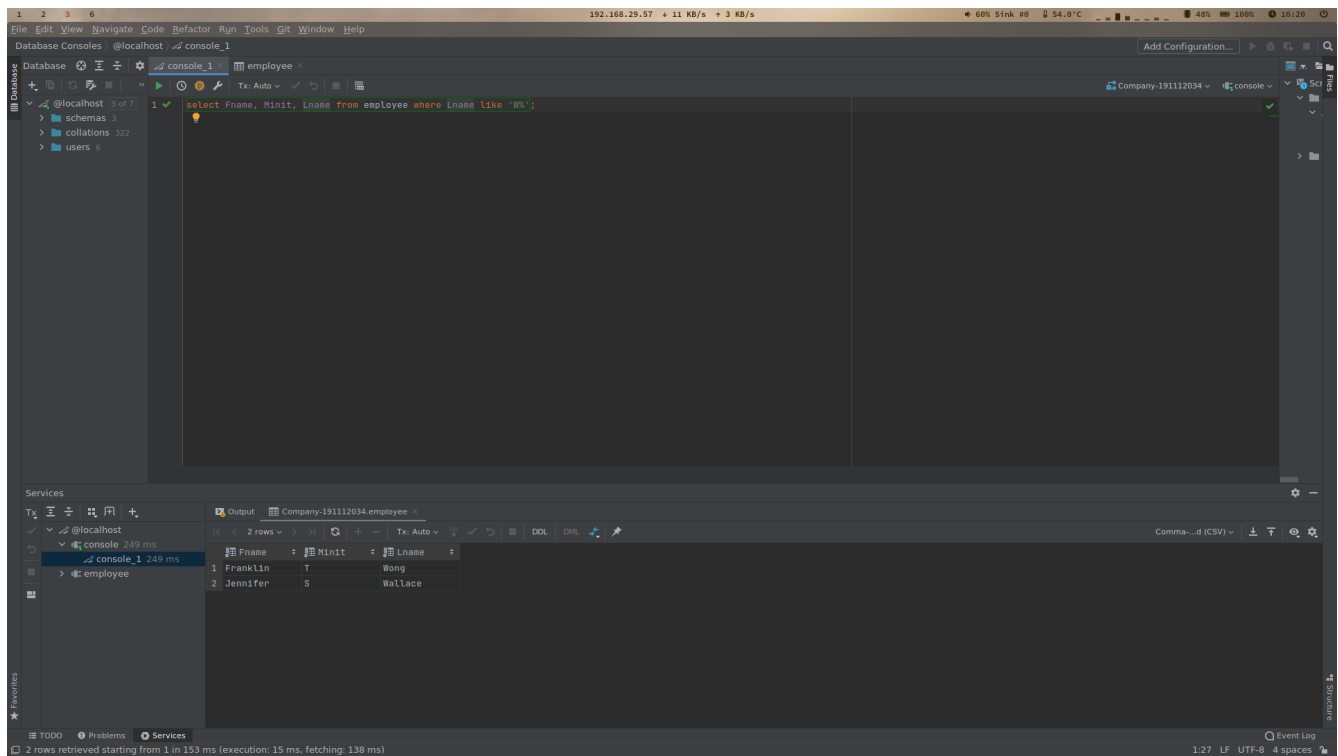 1 2 3 6 192.168.29.57 ↓ 11 KB/s ↑ 3 KB/s 60% Sink #0 54.0°C 48% 100% 16:20
File Edit View Navigate Code Refactor Run Tools Git Window Help
Database Consoles @localhost console_1 Add Configuration...
Database console_1 employee
Tx: Auto Company-191112034 console
@localhost 3 of 7
1 select Fname, Minit, Lname from employee where Lname like 'W%';
schemas 3
collations 322
users 6
Database
Files
Services
Tx Output Company-191112034.employee
@localhost 2 rows Tx: Auto DDL DML Comma-...d (CSV)
console 249 ms
console_1 249 ms
employee
Fname Minit Lname
1 Franklin T Wong
2 Jennifer S Wallace
Favorites
Structure
TODO Problems Services Event Log
2 rows retrieved starting from 1 in 153 ms (execution: 15 ms, fetching: 138 ms) 1:27 LF UTF-8 4 spaces